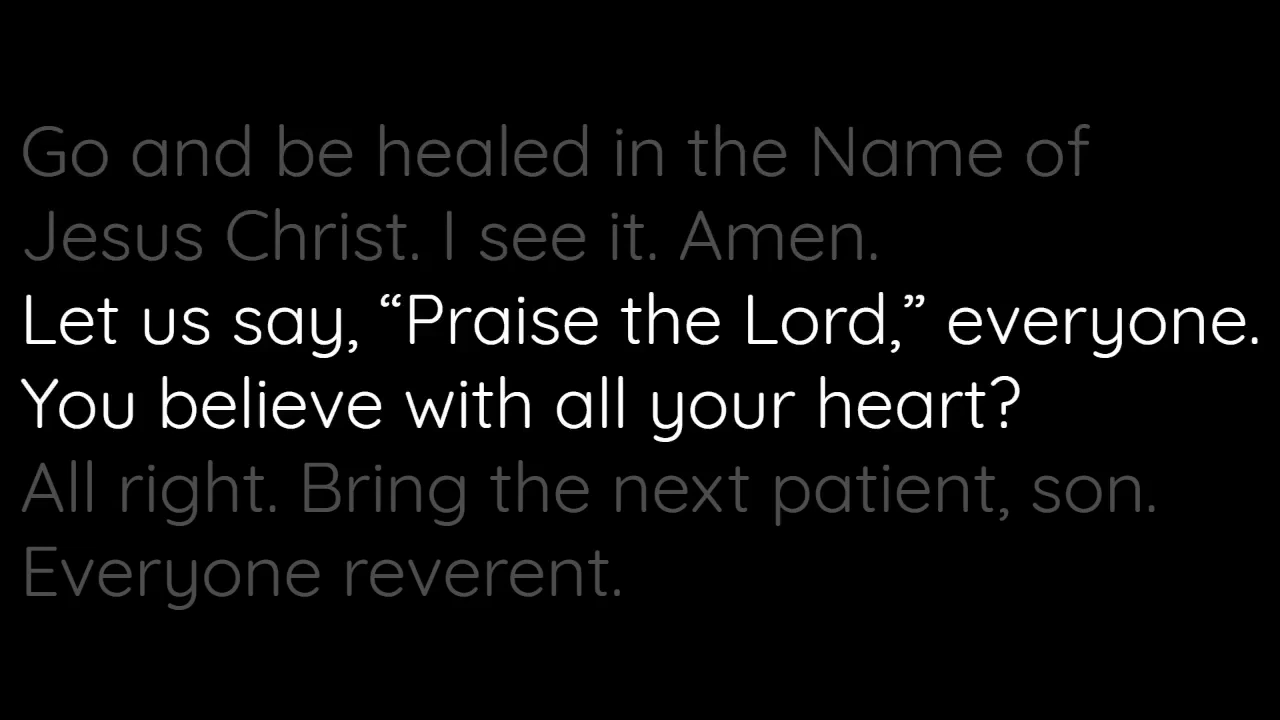 Go and be healed in the Name of
Jesus Christ. I see it. Amen.
Let us say, “Praise the Lord,” everyone.
You believe with all your heart?
All right. Bring the next patient, son.
Everyone reverent.